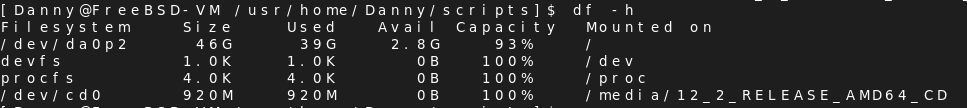 [Danny@FreeBSD-VM /usr/home/Danny/scripts]$ df -h
Filesystem Size Used Avail Capacity Mounted on
/dev/da0p2 46G 39G 2.8G 93% /
devfs 1.0K 1.0K 0B 100% /dev
procfs 4.0K 4.0K 0B 100% /proc
/dev/cd0 920M 920M 0B 100% /media/12_2_RELEASE_AMD64_CD